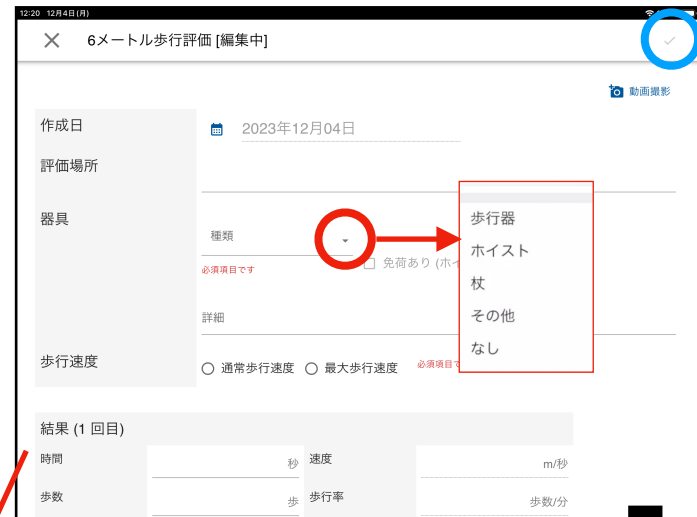 12:20 12月4日(月)
6メートル歩行評価 [編集中]
動画撮影
作成日
2023年12月04日
評価場所
器具
種類
必須項目です
免荷あり (ホイ
歩行器
ホイスト
杖
その他
なし
詳細
歩行速度
通常歩行速度
最大歩行速度
必須項目で
結果 (1 回目)
時間
秒
速度
m/秒
歩数
歩
歩行率
歩数/分